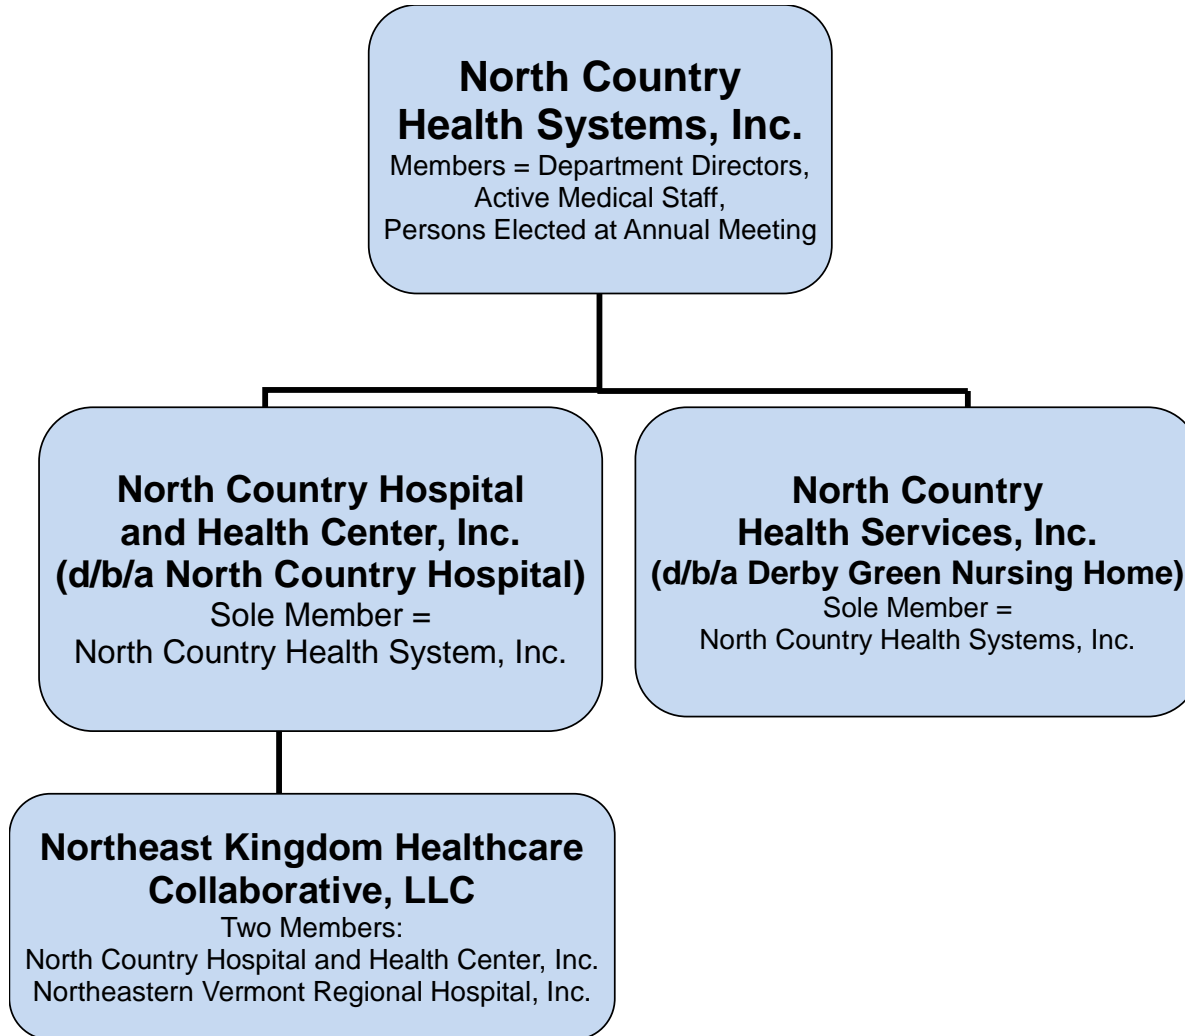 North Country
Health Systems, Inc.
Members = Department Directors,
Active Medical Staff,
Persons Elected at Annual Meeting
North Country Hospital
and Health Center, Inc.
(d/b/a North Country Hospital)
Sole Member =
North Country Health System, Inc.
North Country
Health Services, Inc.
(d/b/a Derby Green Nursing Home)
Sole Member =
North Country Health Systems, Inc.
Northeast Kingdom Healthcare
Collaborative, LLC
Two Members:
North Country Hospital and Health Center, Inc.
Northeastern Vermont Regional Hospital, Inc.